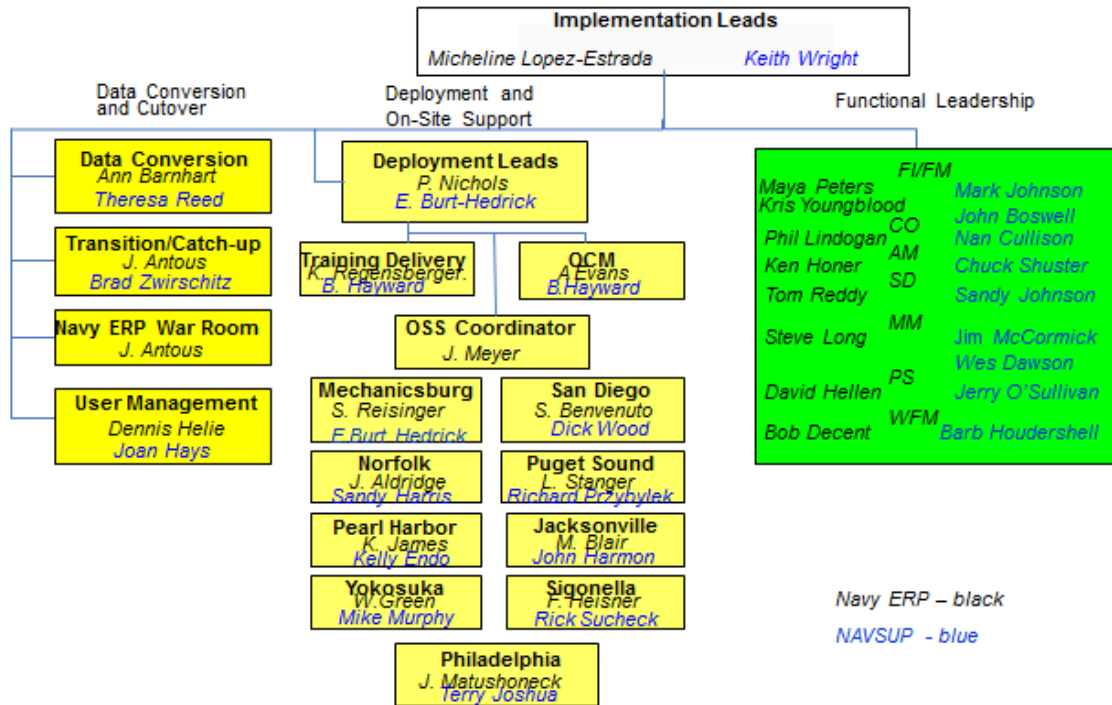 Implementation Leads
Micheline Lopez-Estrada Keith Wright
Data Conversion
and Cutover
Deployment and
On-Site Support
Functional Leadership
Data Conversion
Ann Barnhart
Theresa Reed
Transition/Catch-up
J. Antous
Brad Zwirschitz
Navy ERP War Room
J. Antous
User Management
Dennis Helie
Joan Hays
Deployment Leads
P. Nichols
E. Burt-Hedrick
Training Delivery
K. Regensberger.
B. Hayward
OCM
A Evans
B.Hayward
OSS Coordinator
J. Meyer
Mechanicsburg
S. Reisinger
E.Burt Hedrick
San Diego
S. Benvenuto
Dick Wood
Norfolk
J. Aldridge
Sandy Harris
Puget Sound
L. Stanger
Richard Przybylek
Pearl Harbor
K. James
Kelly Endo
Jacksonville
M. Blair
John Harmon
Yokosuka
W.Green
Mike Murphy
Sigonella
F. Heisner
Rick Sucheck
Philadelphia
J. Matushoneck
Terry Joshua
FI/FM
Maya Peters Mark Johnson
Kris Youngblood John Boswell
CO
Phil Lindogan Nan Cullison
AM
Ken Honer Chuck Shuster
SD
Tom Reddy Sandy Johnson
MM
Steve Long Jim McCormick
Wes Dawson
PS
David Hellen Jerry O'Sullivan
WFM
Bob Decent Barb Houdershell
Navy ERP – black
NAVSUP - blue